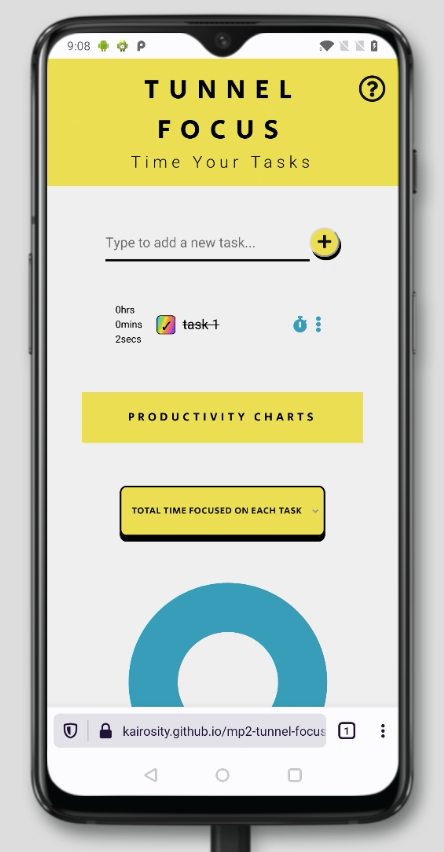 9:08
TUNNEL
FOCUS
Time Your Tasks
Type to add a new task...
0hrs
0mins
2secs
task 1
PRODUCTIVITY CHARTS
TOTAL TIME FOCUSED ON EACH TASK
kairosity.github.io/mp2-tunnel-focus
1